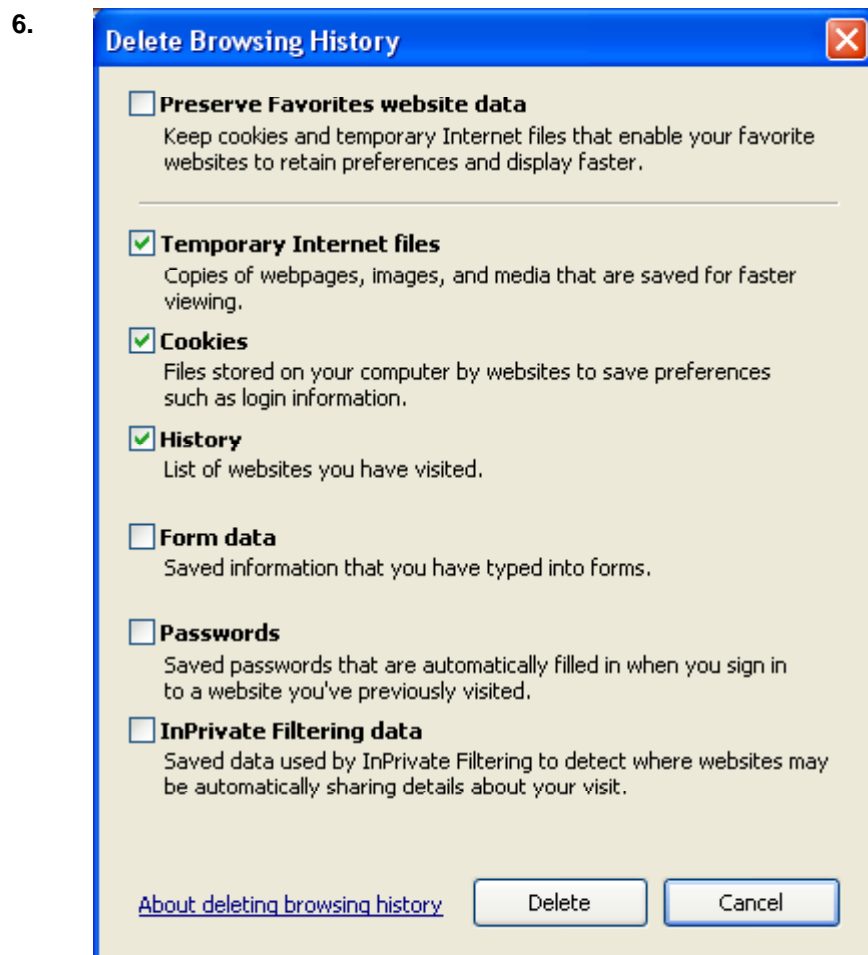 6.
Delete Browsing History
Preserve Favorites website data
Keep cookies and temporary Internet files that enable your favorite
websites to retain preferences and display faster.
Temporary Internet files
Copies of webpages, images, and media that are saved for faster
viewing.
Cookies
Files stored on your computer by websites to save preferences
such as login information.
History
List of websites you have visited.
Form data
Saved information that you have typed into forms.
Passwords
Saved passwords that are automatically filled in when you sign in
to a website you've previously visited.
InPrivate Filtering data
Saved data used by InPrivate Filtering to detect where websites may
be automatically sharing details about your visit.
About deleting browsing history Delete Cancel